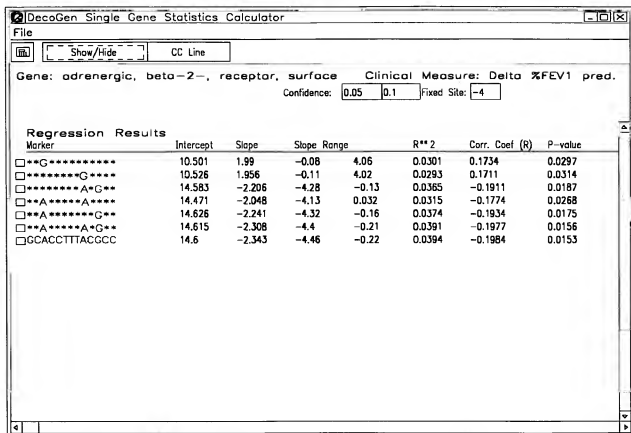 DecoGen Single Gene Statistics Calculator
File
Show/Hide CC Line
Gene: adrenergic, beta-2-, receptor, surface Clinical Measure: Delta %FEV1 pred.
Confidence: 0.05 0.1 Fixed Site: -4
Regression Results
Marker Intercept Slope Slope Range R** 2 Corr. Coef (R) P-value
**G********** 10.501 1.99 -0.08 4.06 0.0301 0.1734 0.0297
********G**** 10.526 1.956 -0.11 4.02 0.0293 0.1711 0.0314
********A*G** 14.583 -2.206 -4.28 -0.13 0.0365 -0.1911 0.0187
**A*****A**** 14.471 -2.048 -4.13 0.032 0.0315 -0.1774 0.0268
**A*******G** 14.626 -2.241 -4.32 -0.16 0.0374 -0.1934 0.0175
**A*****A*G** 14.615 -2.308 -4.4 -0.21 0.0391 -0.1977 0.0156
GCACCTTTACGCC 14.6 -2.343 -4.46 -0.22 0.0394 -0.1984 0.0153